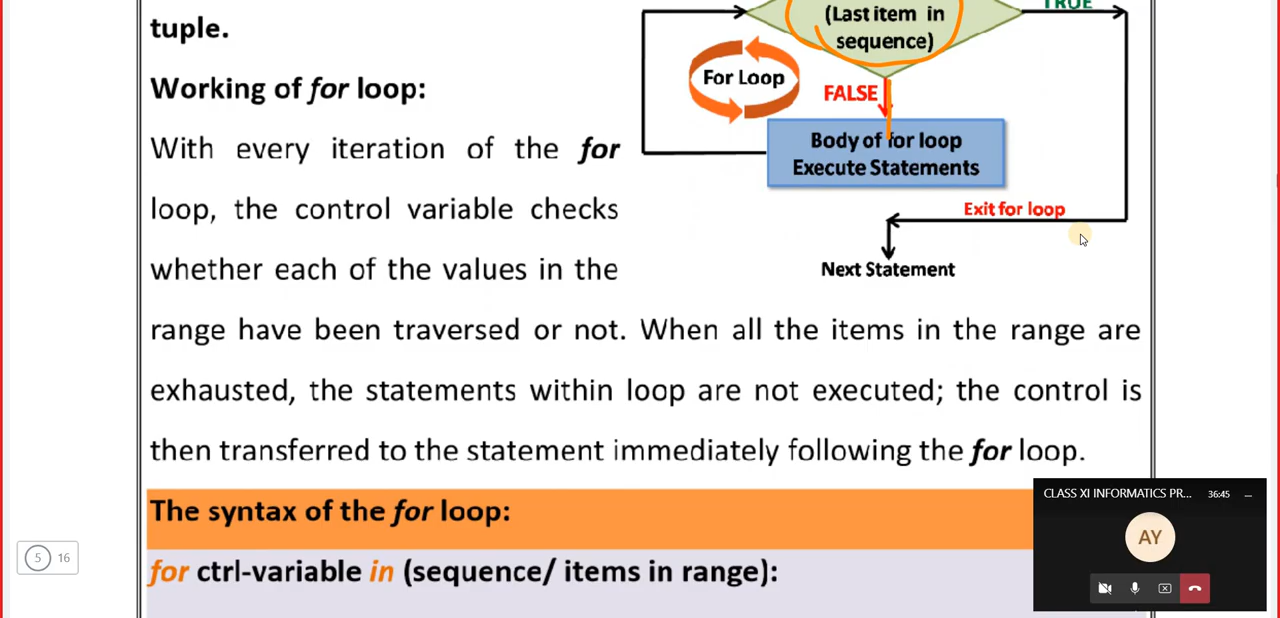 tuple.
TRUE
(Last item in
sequence)
For Loop
FALSE
Body of for loop
Execute Statements
Exit for loop
Next Statement
Working of for loop:
With every iteration of the for
loop, the control variable checks
whether each of the values in the
range have been traversed or not. When all the items in the range are
exhausted, the statements within loop are not executed; the control is
then transferred to the statement immediately following the for loop.
The syntax of the for loop:
for ctrl-variable in (sequence/ items in range):
5 16
CLASS XI INFORMATICS PR... 36:45
AY